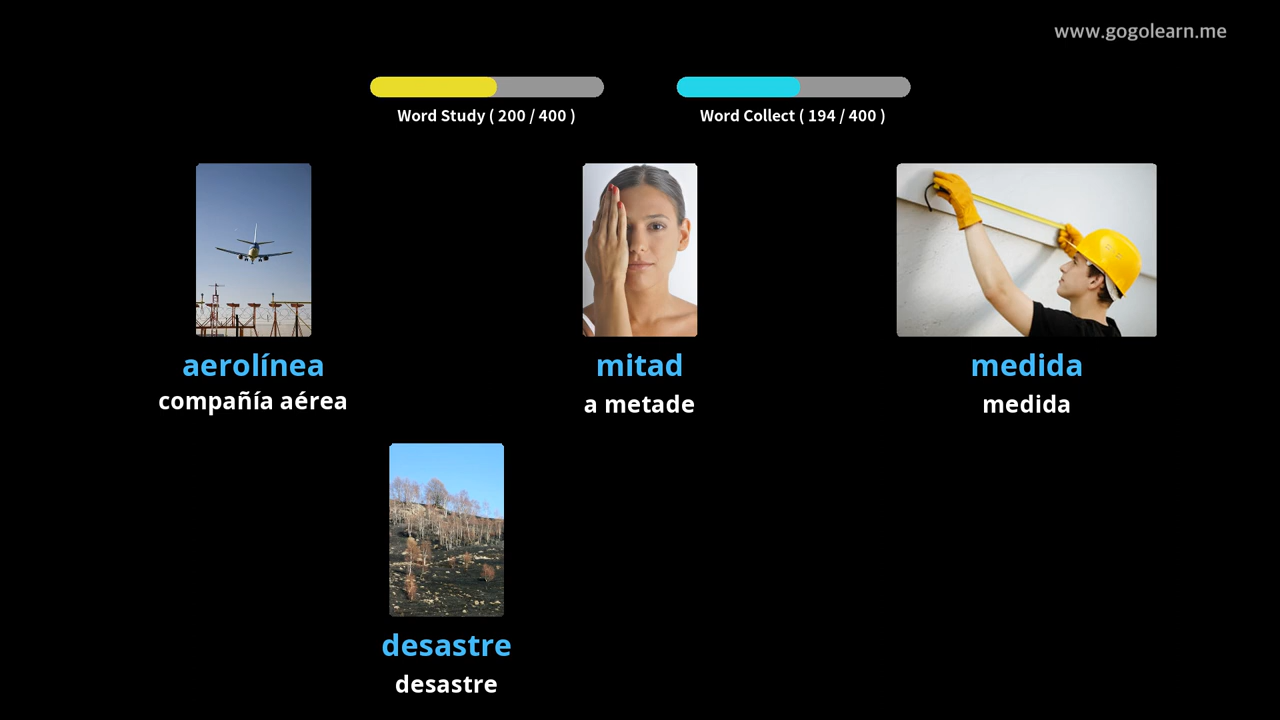 www.gogolearn.me
Word Study ( 200 / 400 )
Word Collect ( 194 / 400 )
aerolínea
compañía aérea
mitad
a metade
medida
medida
desastre
desastre